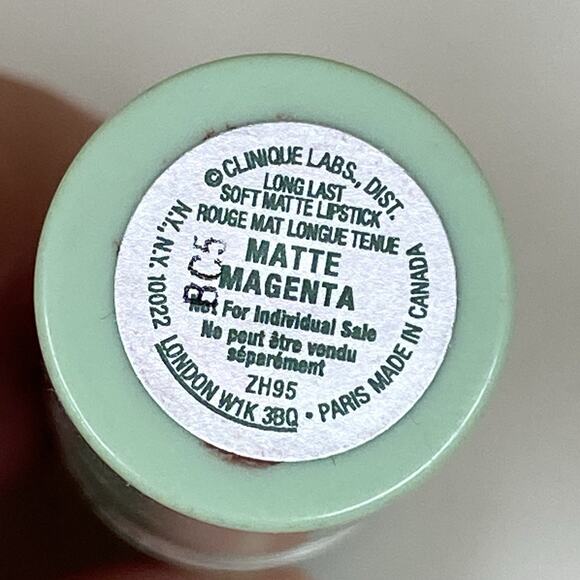 © CLINIQUE LABS., DIST.
N.Y., N.Y. 10022
LONG LAST
SOFT MATTE LIPSTICK
ROUGE MAT LONGUE TENUE
MATTE
MAGENTA
Not For Individual Sale
Ne peut être vendu
séparément
ZH95
LONDON W1K 3BQ • PARIS MADE IN CANADA
BC5